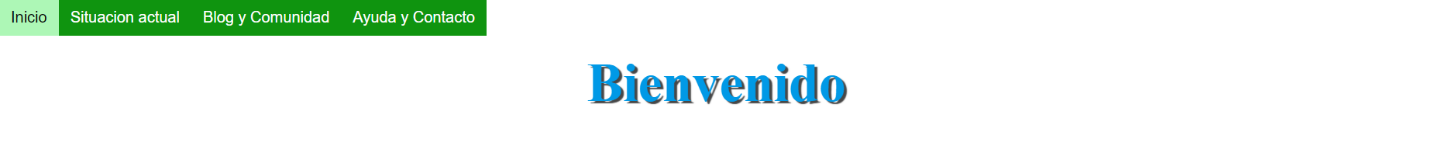 Inicio Situacion actual Blog y Comunidad Ayuda y Contacto
Bienvenido